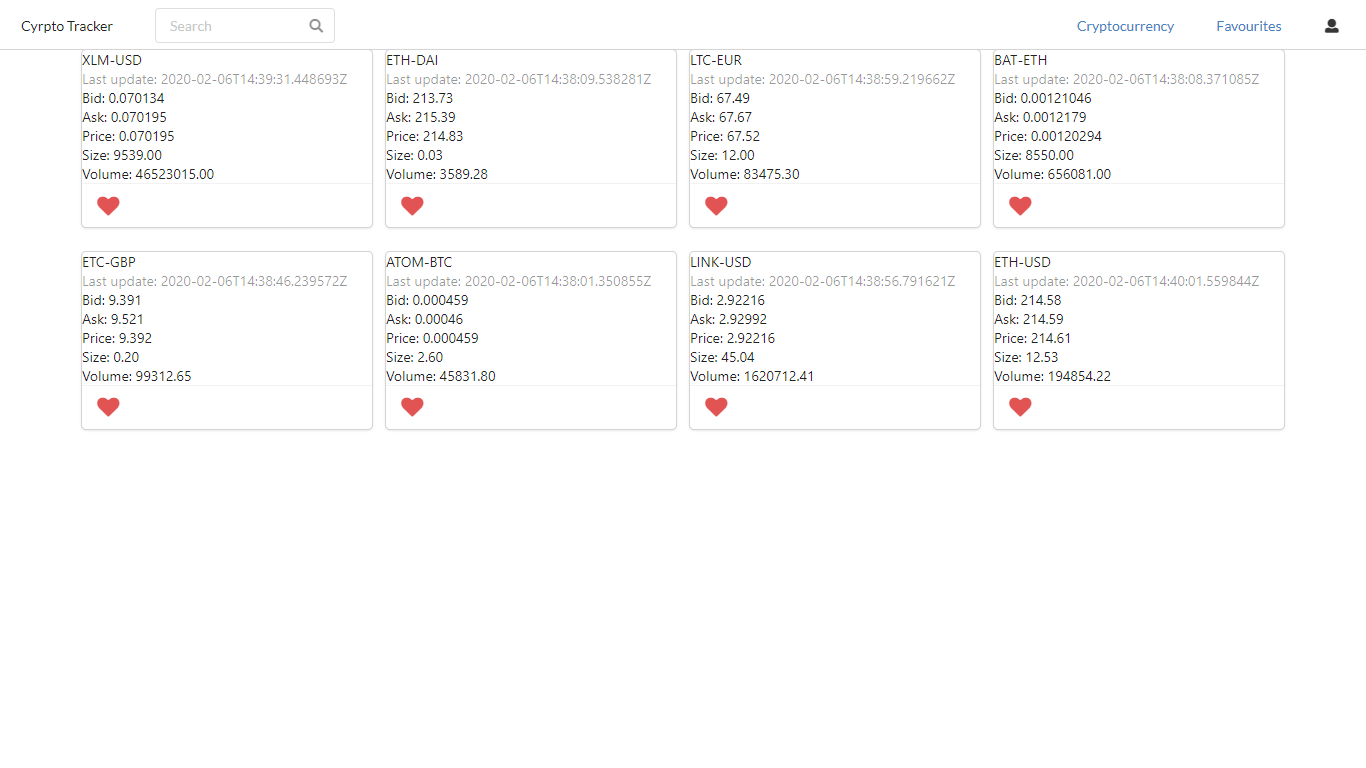 Cyrpto Tracker
Search
Cryptocurrency
Favourites
XLM-USD
Last update: 2020-02-06T14:39:31.448693Z
Bid: 0.070134
Ask: 0.070195
Price: 0.070195
Size: 9539.00
Volume: 46523015.00
ETH-DAI
Last update: 2020-02-06T14:38:09.538281Z
Bid: 213.73
Ask: 215.39
Price: 214.83
Size: 0.03
Volume: 3589.28
LTC-EUR
Last update: 2020-02-06T14:38:59.219662Z
Bid: 67.49
Ask: 67.67
Price: 67.52
Size: 12.00
Volume: 83475.30
BAT-ETH
Last update: 2020-02-06T14:38:08.371085Z
Bid: 0.00121046
Ask: 0.0012179
Price: 0.00120294
Size: 8550.00
Volume: 656081.00
ETC-GBP
Last update: 2020-02-06T14:38:46.239572Z
Bid: 9.391
Ask: 9.521
Price: 9.392
Size: 0.20
Volume: 99312.65
ATOM-BTC
Last update: 2020-02-06T14:38:01.350855Z
Bid: 0.000459
Ask: 0.00046
Price: 0.000459
Size: 2.60
Volume: 45831.80
LINK-USD
Last update: 2020-02-06T14:38:56.791621Z
Bid: 2.92216
Ask: 2.92992
Price: 2.92216
Size: 45.04
Volume: 1620712.41
ETH-USD
Last update: 2020-02-06T14:40:01.559844Z
Bid: 214.58
Ask: 214.59
Price: 214.61
Size: 12.53
Volume: 194854.22